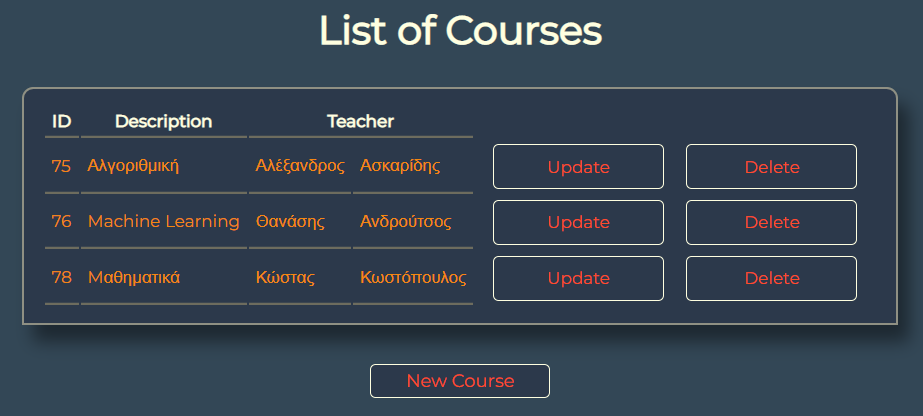 List of Courses
ID Description Teacher
75 Αλγοριθμική Αλέξανδρος Ασκαρίδης Update Delete
76 Machine Learning Θανάσης Ανδρούτσος Update Delete
78 Μαθηματικά Κώστας Κωστόπουλος Update Delete
New Course